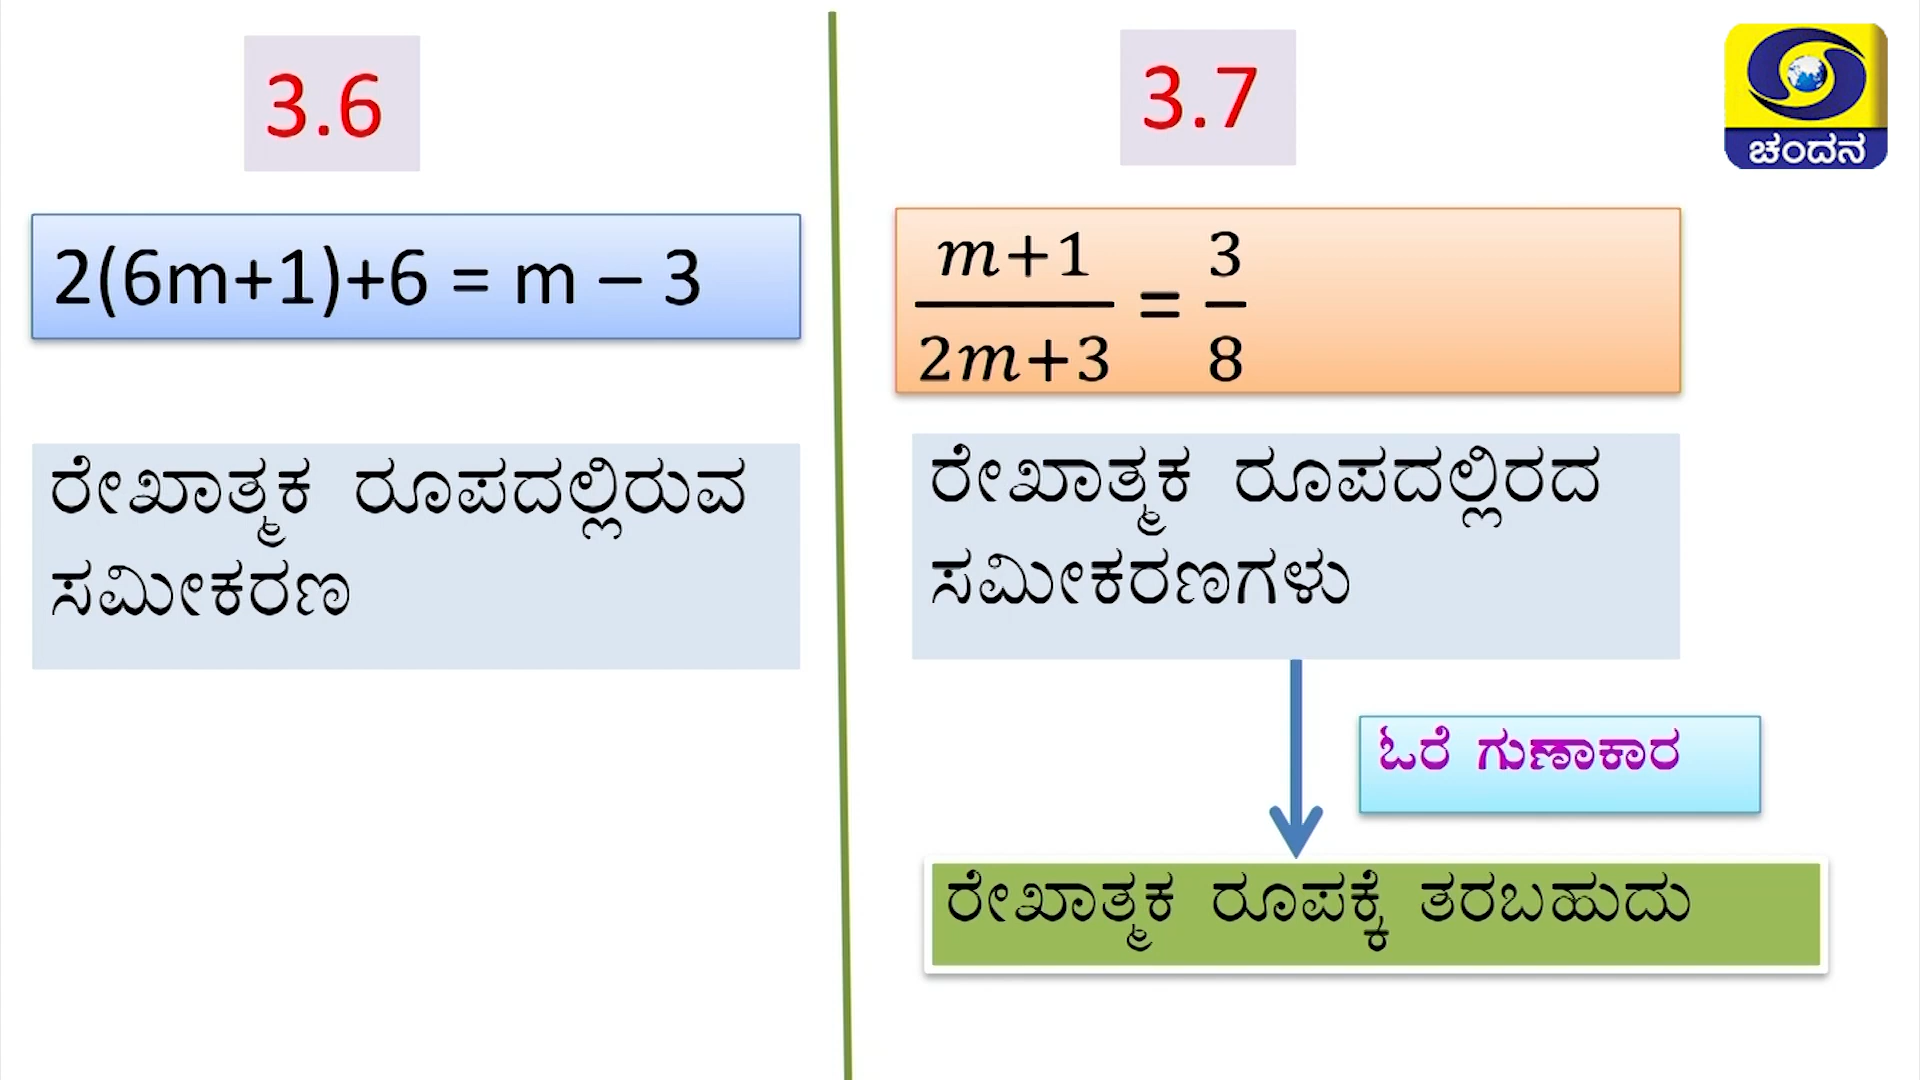 3.6
2(6m+1)+6 = m – 3
ರೇಖಾತ್ಮಕ ರೂಪದಲ್ಲಿರುವ
ಸಮೀಕರಣ
3.7
ಚಂದನ
m+1
2m+3
=
3
8
ರೇಖಾತ್ಮಕ ರೂಪದಲ್ಲಿರದ
ಸಮೀಕರಣಗಳು
ಓರೆ ಗುಣಾಕಾರ
ರೇಖಾತ್ಮಕ ರೂಪಕ್ಕೆ ತರಬಹುದು